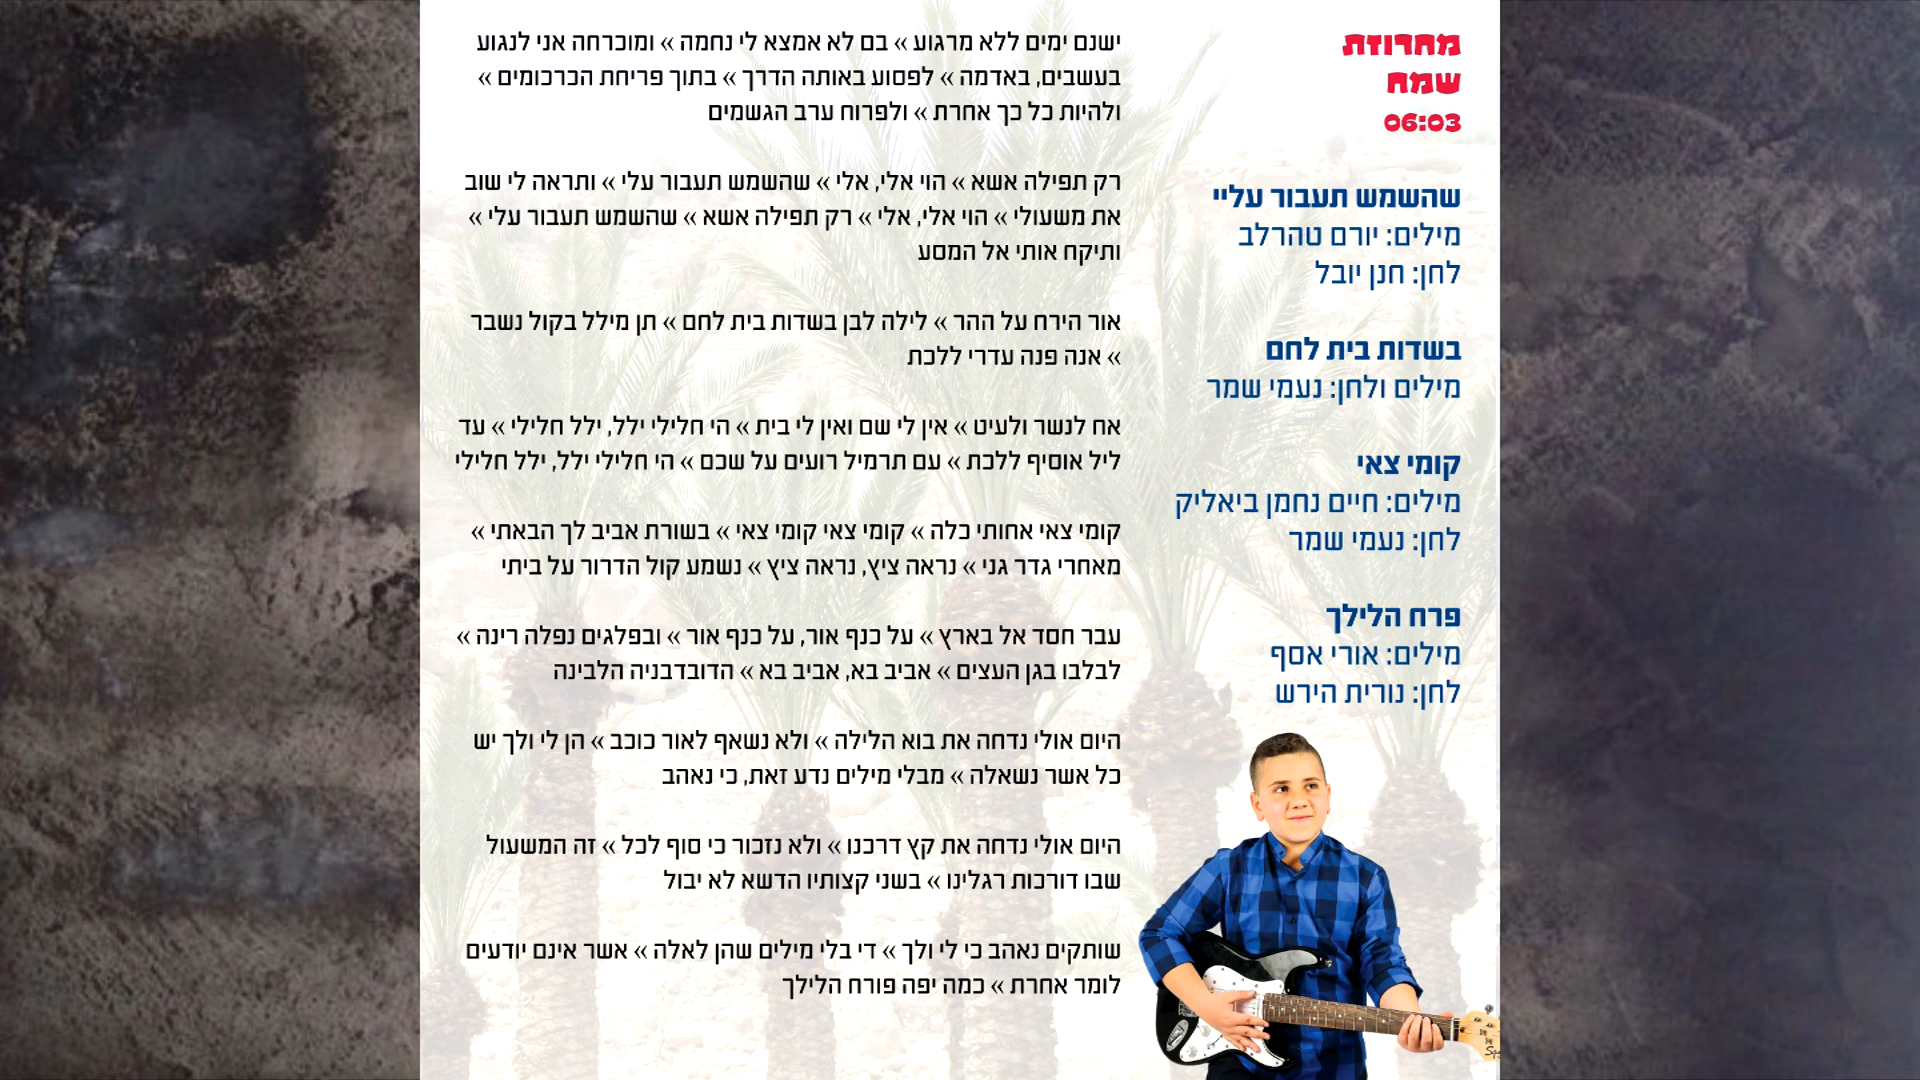 מחרוזת
שמח
06:03
שהשמש תעבור עליי
מילים: יורם טהרלב
לחן: חנן יובל
בשדות בית לחם
מילים ולחן: נעמי שמר
קומי צאי
מילים: חיים נחמן ביאליק
לחן: נעמי שמר
פרח הלילך
מילים: אורי אסף
לחן: נורית הירש
ישנם ימים ללא מרגוע » בם לא אמצא לי נחמה » ומוכרחה אני לנגוע
בעשבים, באדמה » לפסוע באותה הדרך » בתוך פריחת הכרכומים »
ולהיות כל כך אחרת » ולפרוח ערב הגשמים
רק תפילה אשא » הוי אלי, אלי » שהשמש תעבור עלי » ותראה לי שוב
את משעולי » הוי אלי, אלי » רק תפילה אשא » שהשמש תעבור עלי »
ותיקח אותי אל המסע
אור הירח על ההר » לילה לבן בשדות בית לחם » תן מילל בקול נשבר
» אנה פנה עדרי ללכת
אח לנשר ולעיט » אין לי שם ואין לי בית » הי חלילי ילל, ילל חלילי » עד
ליל אוסיף ללכת » עם תרמיל רועים על שכם » הי חלילי ילל, ילל חלילי
קומי צאי אחותי כלה » קומי צאי קומי צאי » בשורת אביב לך הבאתי »
מאחרי גדר גני » נראה ציץ, נראה ציץ » נשמע קול הדרור על ביתי
עבר חסד אל בארץ » על כנף אור, על כנף אור » ובפלגים נפלה רינה »
לבלבו בגן העצים » אביב בא, אביב בא » הדובדבניה הלבינה
היום אולי נדחה את בוא הלילה » ולא נשאף לאור כוכב » הן לי ולך יש
כל אשר נשאלה » מבלי מילים נדע זאת, כי נאהב
היום אולי נדחה את קץ דרכנו » ולא נזכור כי סוף לכל » זה המשעול
שבו דורכות רגלינו » בשני קצותיו הדשא לא יבול
שותקים נאהב כי לי ולך » די בלי מילים שהן לאלה » אשר אינם יודעים
לומר אחרת » כמה יפה פורח הלילך